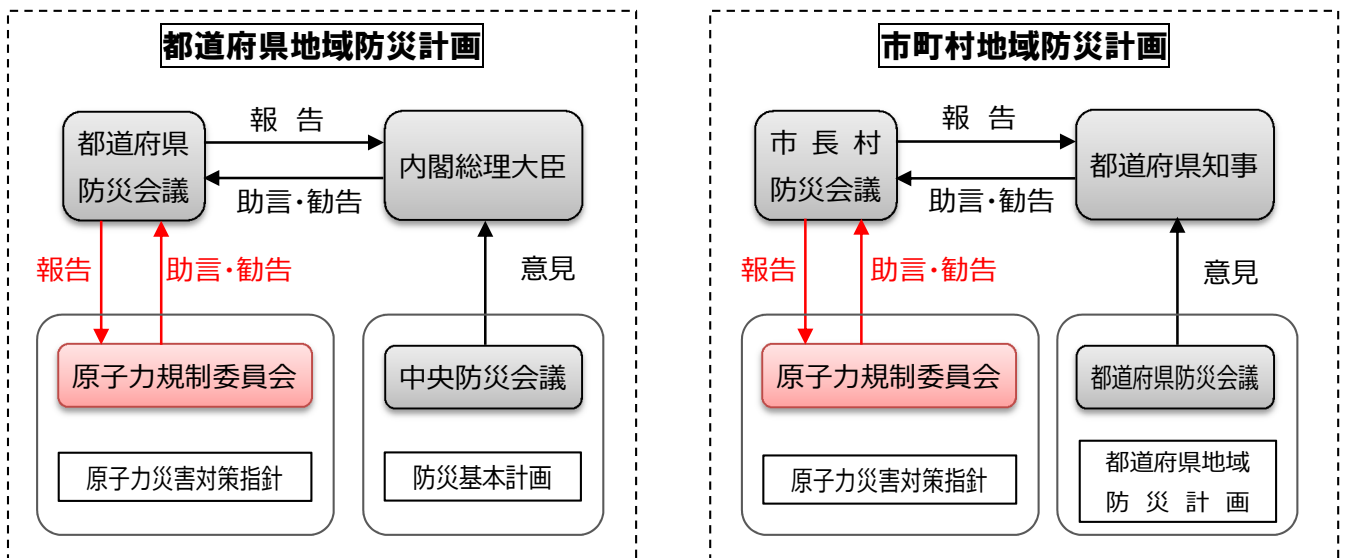 都道府県地域防災計画
都道府県
防災会議
報 告
助言・勧告
内閣総理大臣
報告
助言・勧告
意見
原子力規制委員会
中央防災会議
原子力災害対策指針
防災基本計画
市町村地域防災計画
市 長 村
防災会議
報 告
助言・勧告
都道府県知事
報告
助言・勧告
意見
原子力規制委員会
都道府県防災会議
原子力災害対策指針
都道府県地域
防 災 計 画